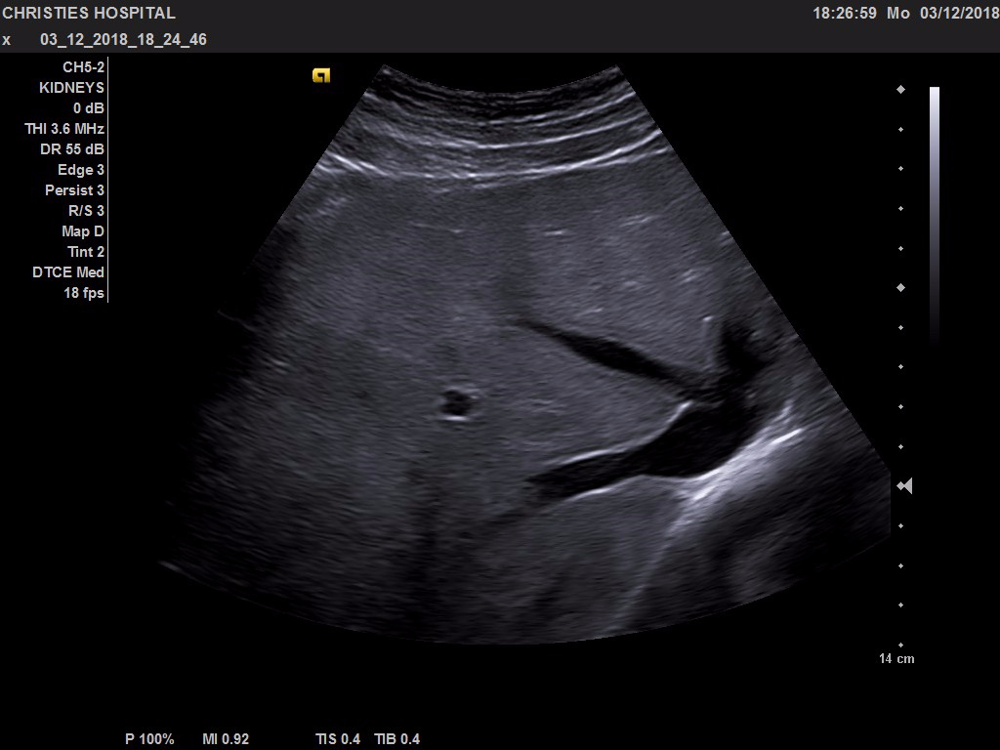 CHRISTIES HOSPITAL 18:26:59 Mo 03/12/2018
x 03_12_2018_18_24_46
CH5-2
KIDNEYS
0 dB
THI 3.6 MHz
DR 55 dB
Edge 3
Persist 3
R/S 3
Map D
Tint 2
DTCE Med
18 fps
14 cm
P 100% MI 0.92 TIS 0.4 TIB 0.4